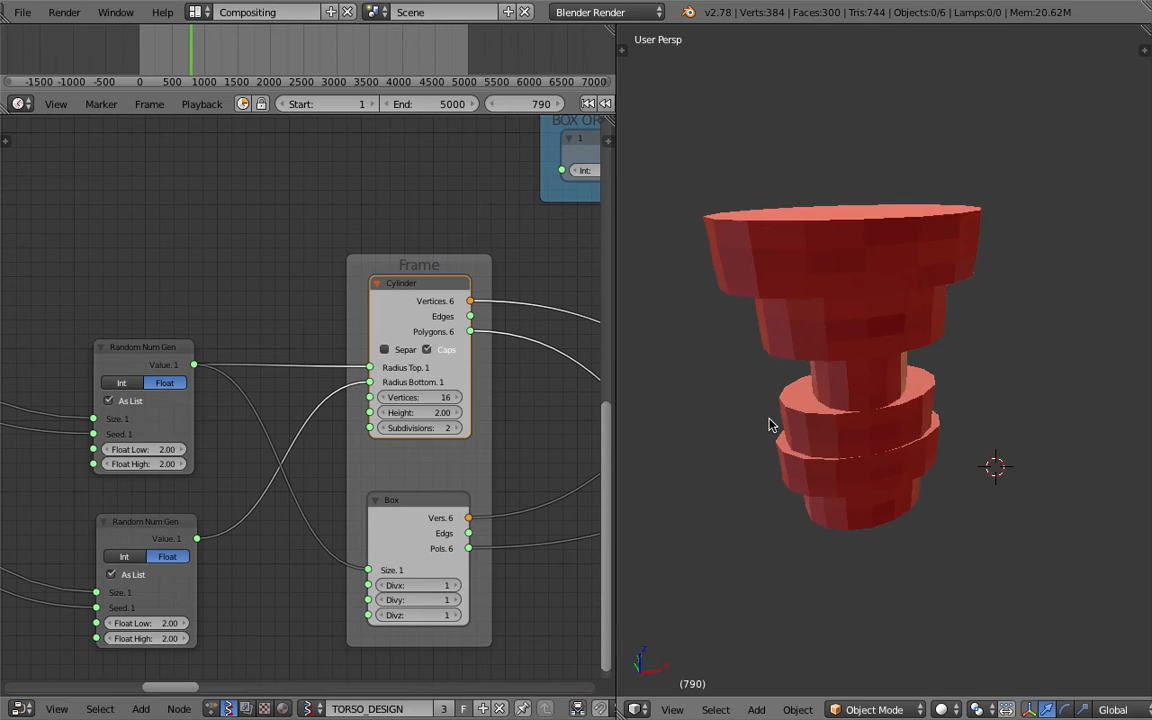 File Render Window Help Compositing Scene Blender Render v2.78 | Verts:384 | Faces:300 | Tris:744 | Objects:0/6 | Lamps:0/0 | Mem:20.62M
-1500 -1000 -500 0 500 1000 1500 2000 2500 3000 3500 4000 4500 5000 5500 6000 6500 7000
View Marker Frame Playback Start: 1 End: 5000 790
User Persp
BOX OR
1
Int:
Frame
Cylinder
Vertices. 6
Edges
Polygons. 6
Separ Caps
Radius Top. 1
Radius Bottom. 1
Vertices: 16
Height: 2.00
Subdivisions: 2
Random Num Gen
Value. 1
Int Float
As List
Size. 1
Seed. 1
Float Low: 2.00
Float High: 2.00
Box
Vers. 6
Edgs
Pols. 6
Size. 1
Divx: 1
Divy: 1
Divz: 1
Random Num Gen
Value. 1
Int Float
As List
Size. 1
Seed. 1
Float Low: 2.00
Float High: 2.00
(790)
View Select Add Node TORSO_DESIGN 3 F
View Select Add Object Object Mode Global